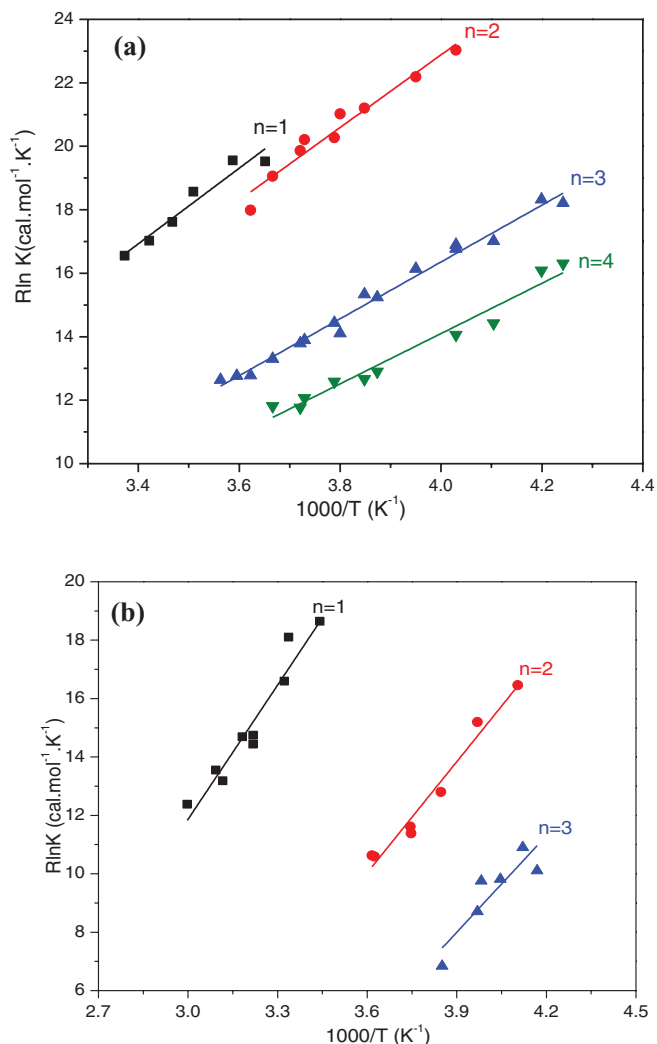 (a)
24
22
20
18
16
14
12
10
Rln K(cal.mol⁻¹.K⁻¹)
n=1
n=2
n=3
n=4
3.4 3.6 3.8 4.0 4.2 4.4
1000/T (K⁻¹)
(b)
20
18
16
14
12
10
8
6
RlnK (cal.mol⁻¹.K⁻¹)
n=1
n=2
n=3
2.7 3.0 3.3 3.6 3.9 4.2 4.5
1000/T (K⁻¹)